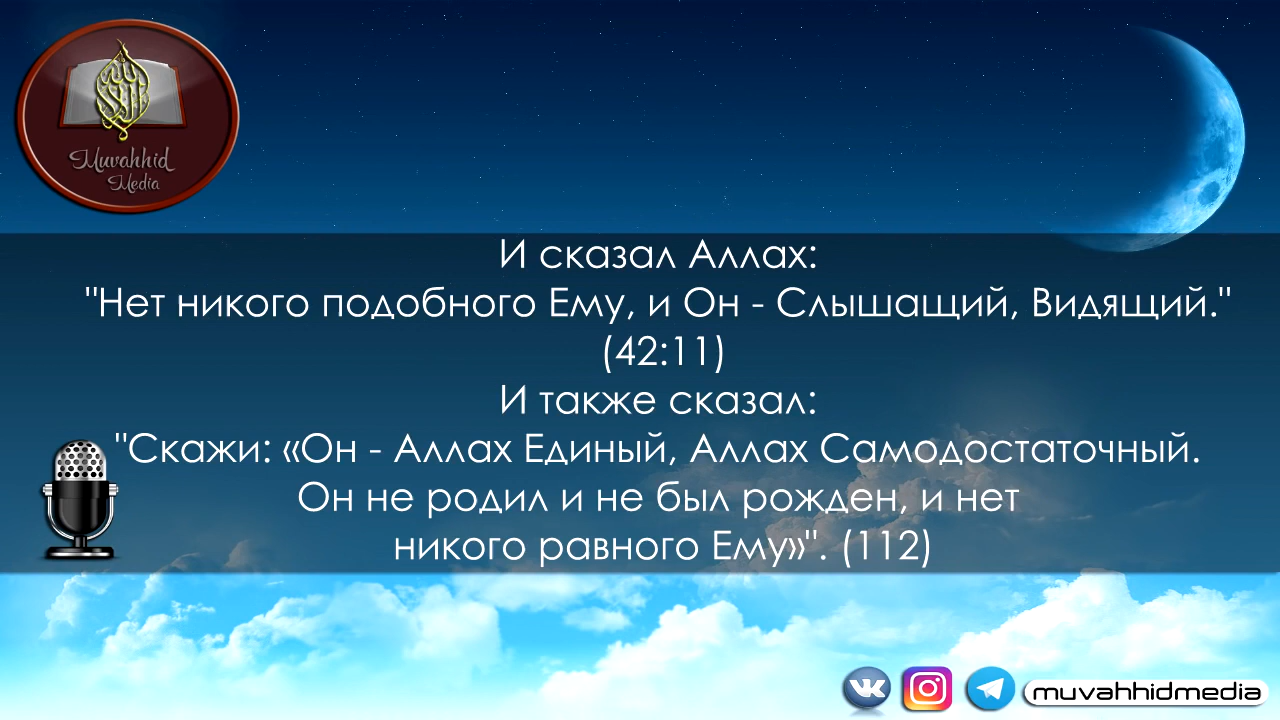 Muvahhid
Media
И сказал Аллах:
"Нет никого подобного Ему, и Он - Слышащий, Видящий."
(42:11)
И также сказал:
"Скажи: «Он - Аллах Единый, Аллах Самодостаточный.
Он не родил и не был рожден, и нет
никого равного Ему»". (112)
muvahhidmedia